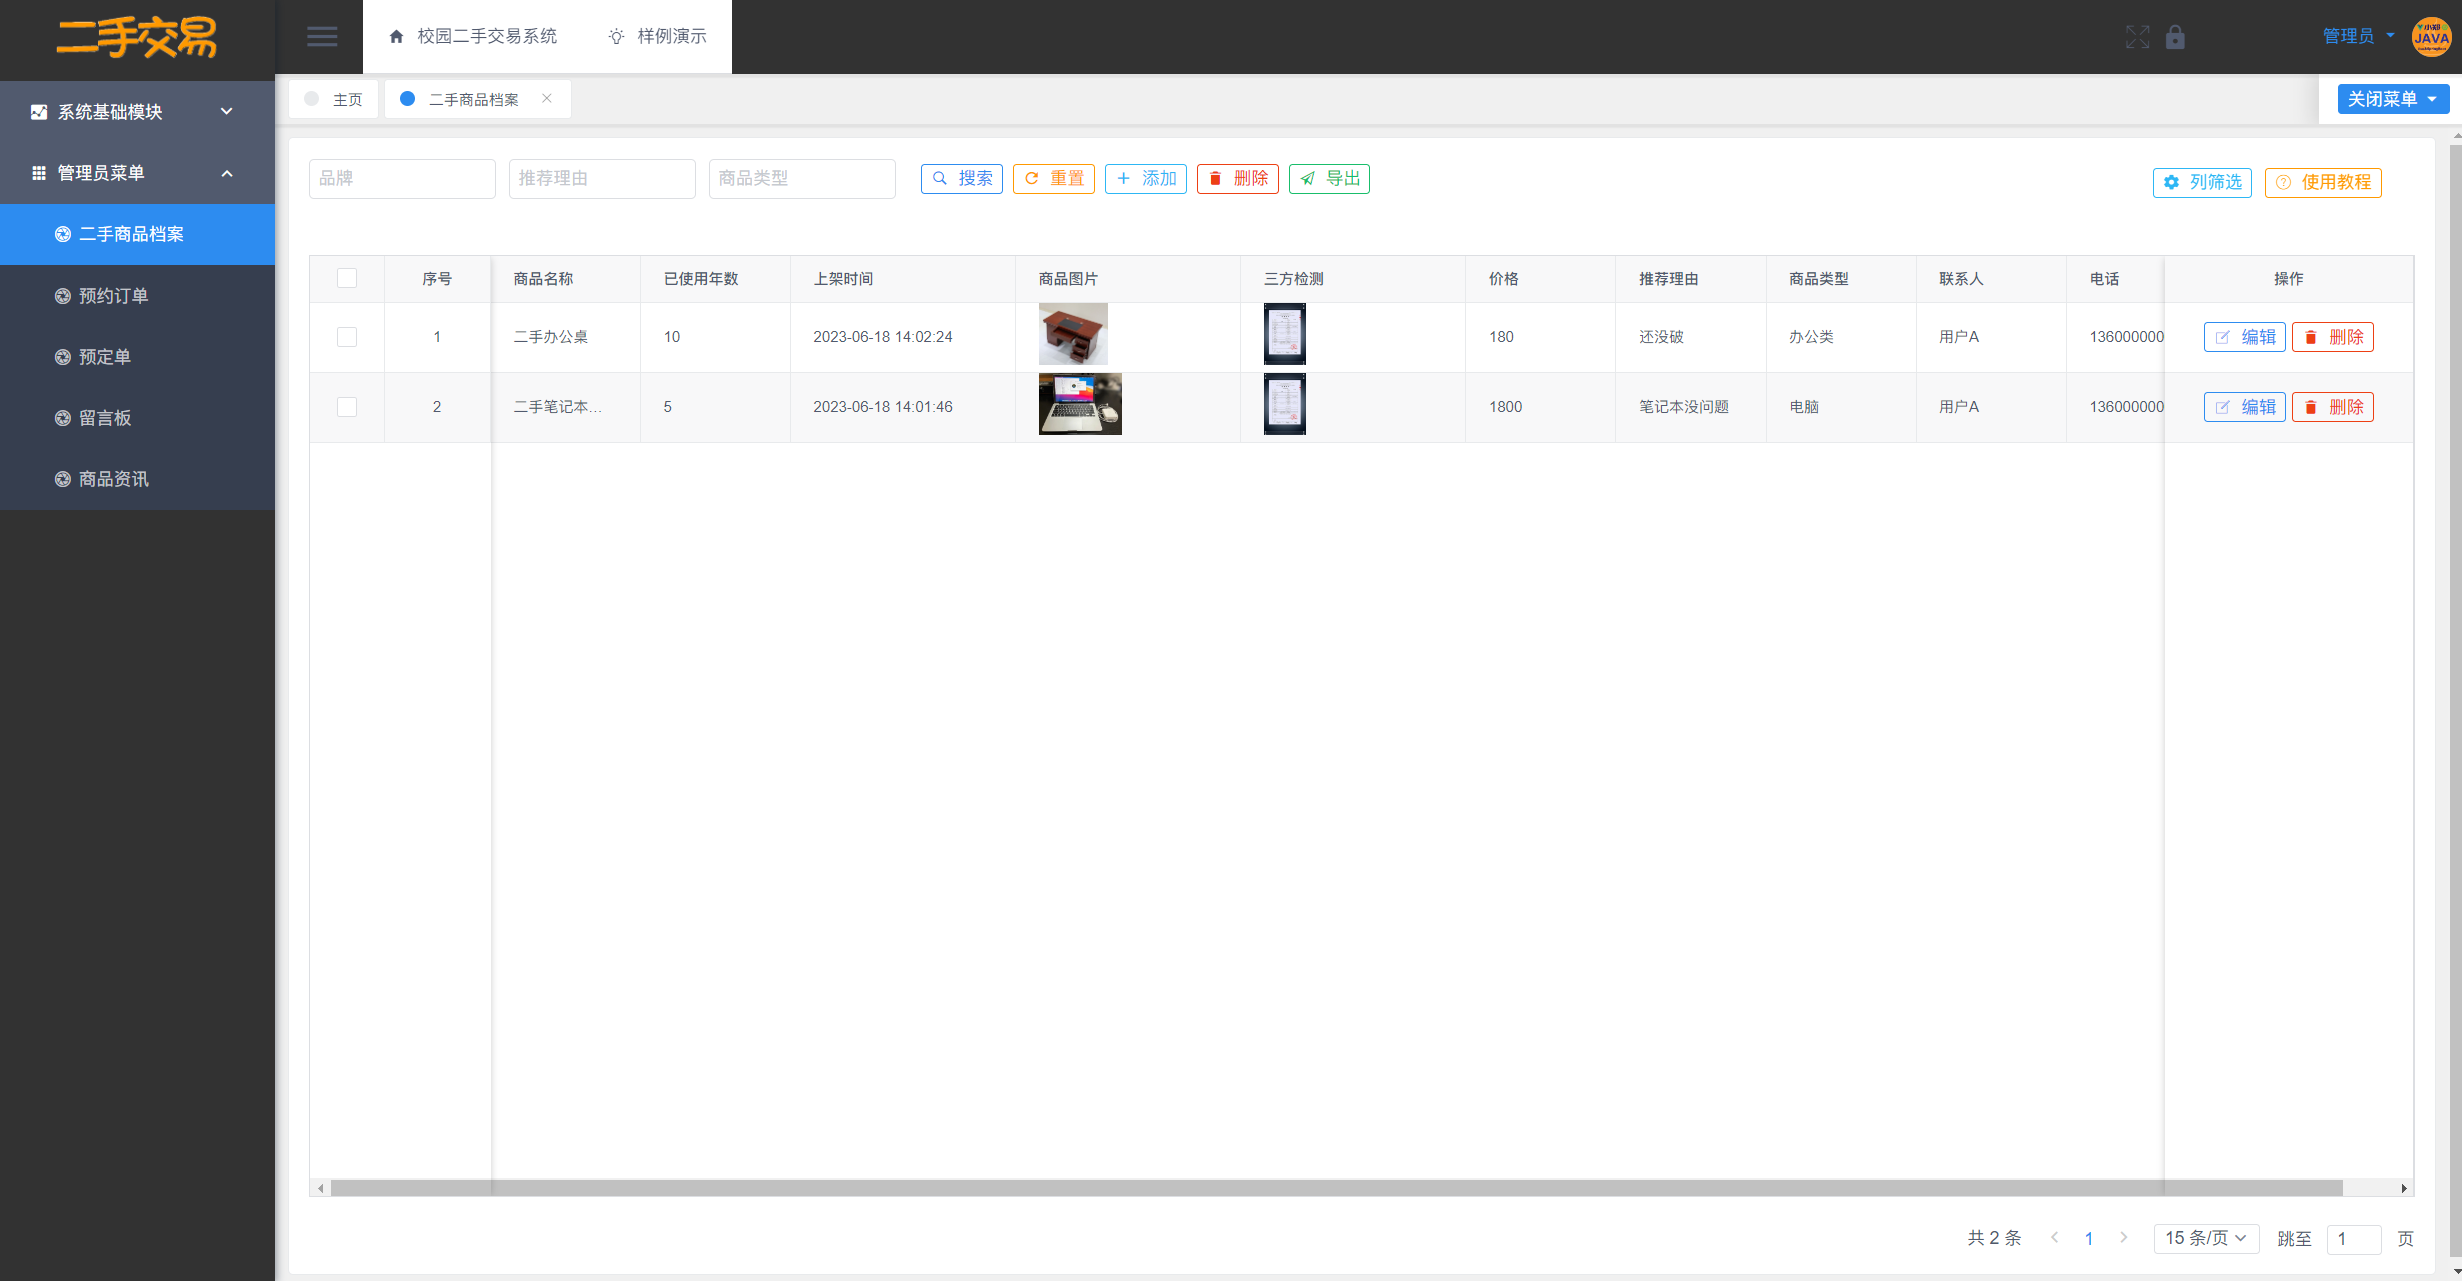 二手交易
校园二手交易系统 样例演示 管理员 小知 JAVA
主页 二手商品档案 关闭菜单
系统基础模块
管理员菜单
二手商品档案
预约订单
预定单
留言板
商品资讯
品牌 推荐理由 商品类型 搜索 重置 添加 删除 导出 列筛选 使用教程
序号 商品名称 已使用年数 上架时间 商品图片 三方检测 价格 推荐理由 商品类型 联系人 电话 操作
1 二手办公桌 10 2023-06-18 14:02:24 180 还没破 办公类 用户A 136000000 编辑 删除
2 二手笔记本... 5 2023-06-18 14:01:46 1800 笔记本没问题 电脑 用户A 136000000 编辑 删除
共 2 条 1 15 条/页 跳至 1 页